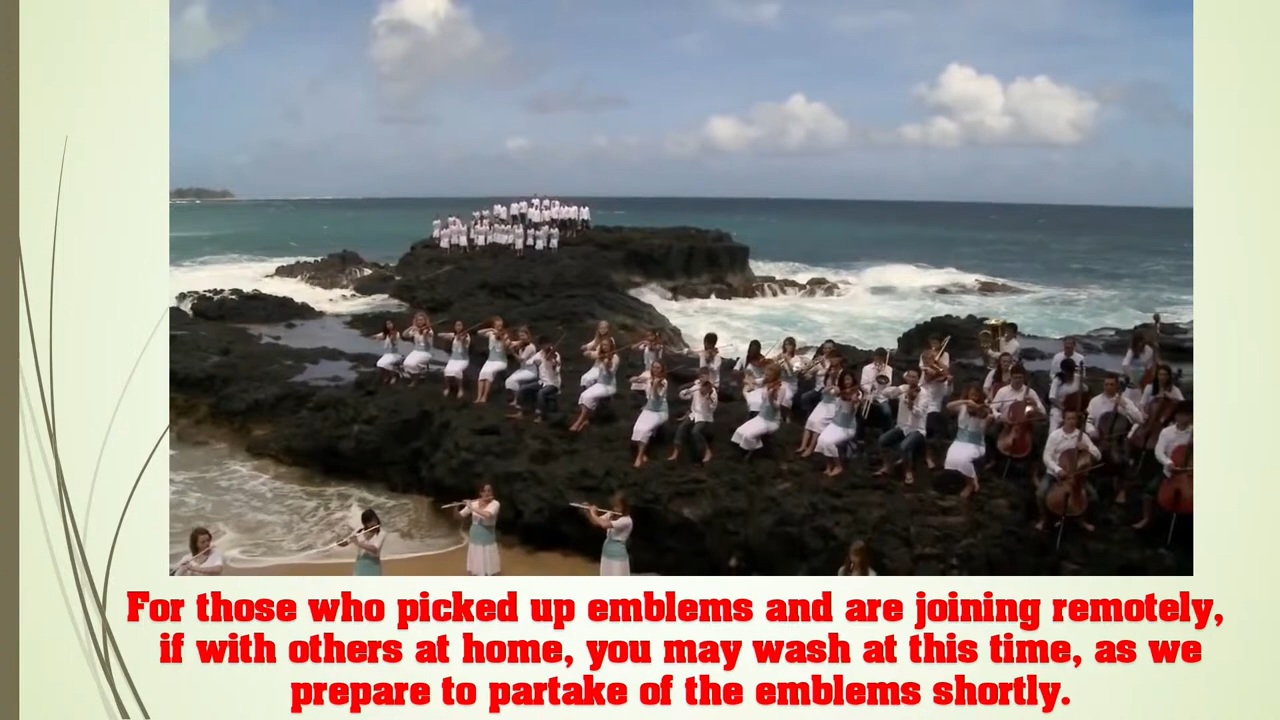 For those who picked up emblems and are joining remotely,
if with others at home, you may wash at this time, as we
prepare to partake of the emblems shortly.